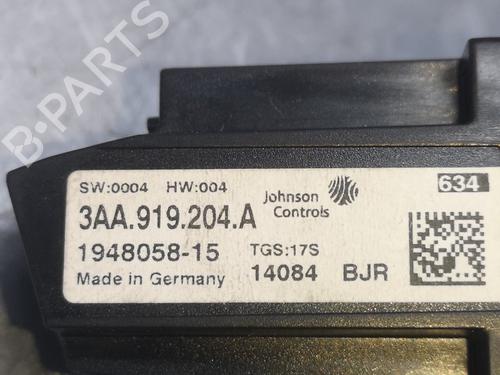 B-PARTS
SW:0004 HW:004
Johnson
Controls
634
3AA.919.204.A
1948058-15
TGS:17S
Made in Germany
14084 BJR